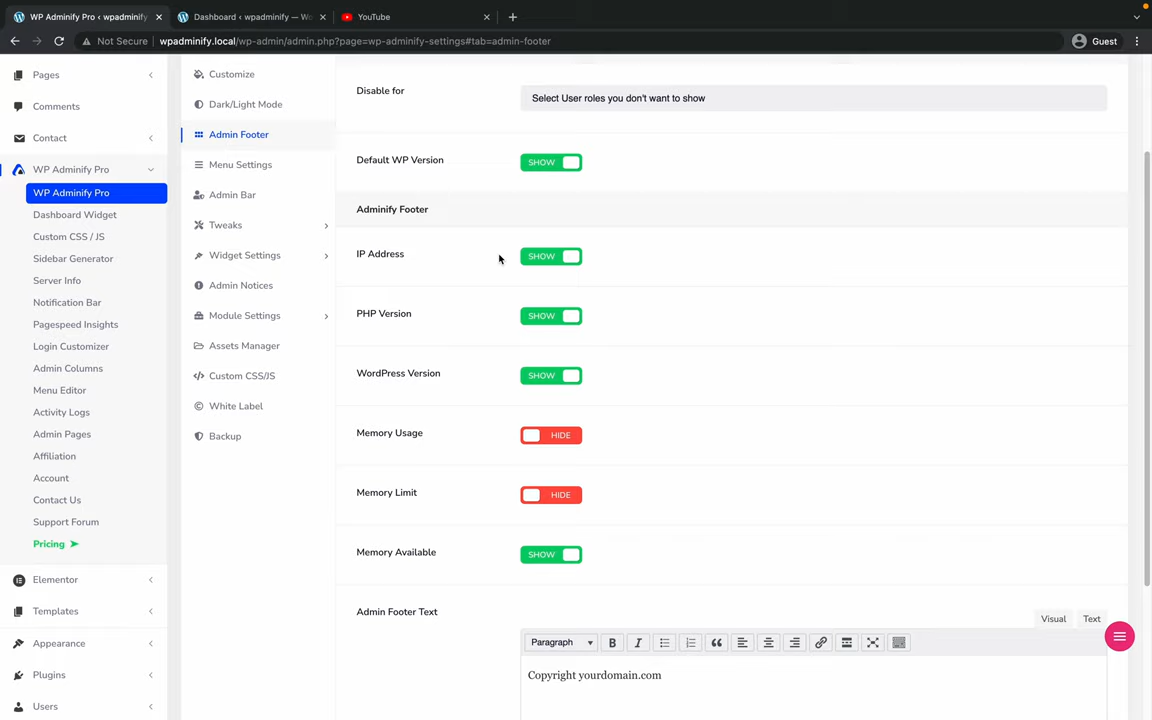 WP Adminify Pro ‹ wpadminify
Dashboard ‹ wpadminify — Wo
YouTube
Not Secure
wpadminify.local/wp-admin/admin.php?page=wp-adminify-settings#tab=admin-footer
Guest
Pages
Comments
Contact
WP Adminify Pro
WP Adminify Pro
Dashboard Widget
Custom CSS / JS
Sidebar Generator
Server Info
Notification Bar
Pagespeed Insights
Login Customizer
Admin Columns
Menu Editor
Activity Logs
Admin Pages
Affiliation
Account
Contact Us
Support Forum
Pricing
Elementor
Templates
Appearance
Plugins
Users
Customize
Dark/Light Mode
Admin Footer
Menu Settings
Admin Bar
Tweaks
Widget Settings
Admin Notices
Module Settings
Assets Manager
Custom CSS/JS
White Label
Backup
Disable for
Select User roles you don't want to show
Default WP Version
SHOW
Adminify Footer
IP Address
SHOW
PHP Version
SHOW
WordPress Version
SHOW
Memory Usage
HIDE
Memory Limit
HIDE
Memory Available
SHOW
Admin Footer Text
Visual Text
Paragraph
Copyright yourdomain.com